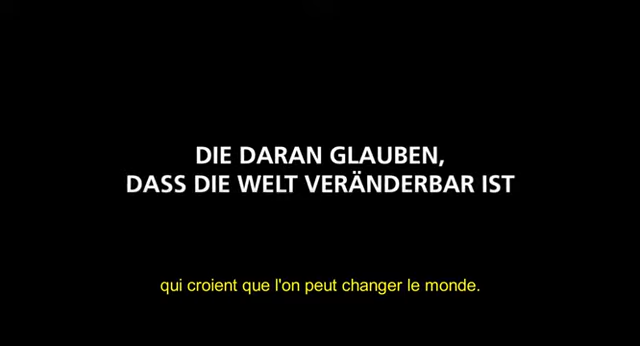 DIE DARAN GLAUBEN,
DASS DIE WELT VERÄNDERBAR IST
qui croient que l'on peut changer le monde.